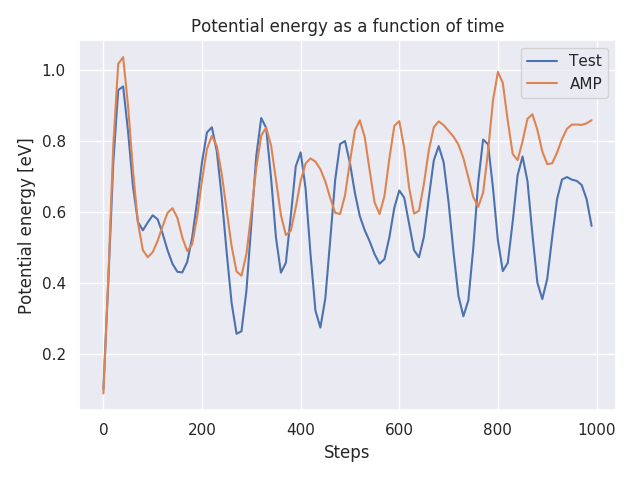 Potential energy as a function of time
Test
AMP
Potential energy [eV]
1.0
0.8
0.6
0.4
0.2
0
200
400
600
800
1000
Steps